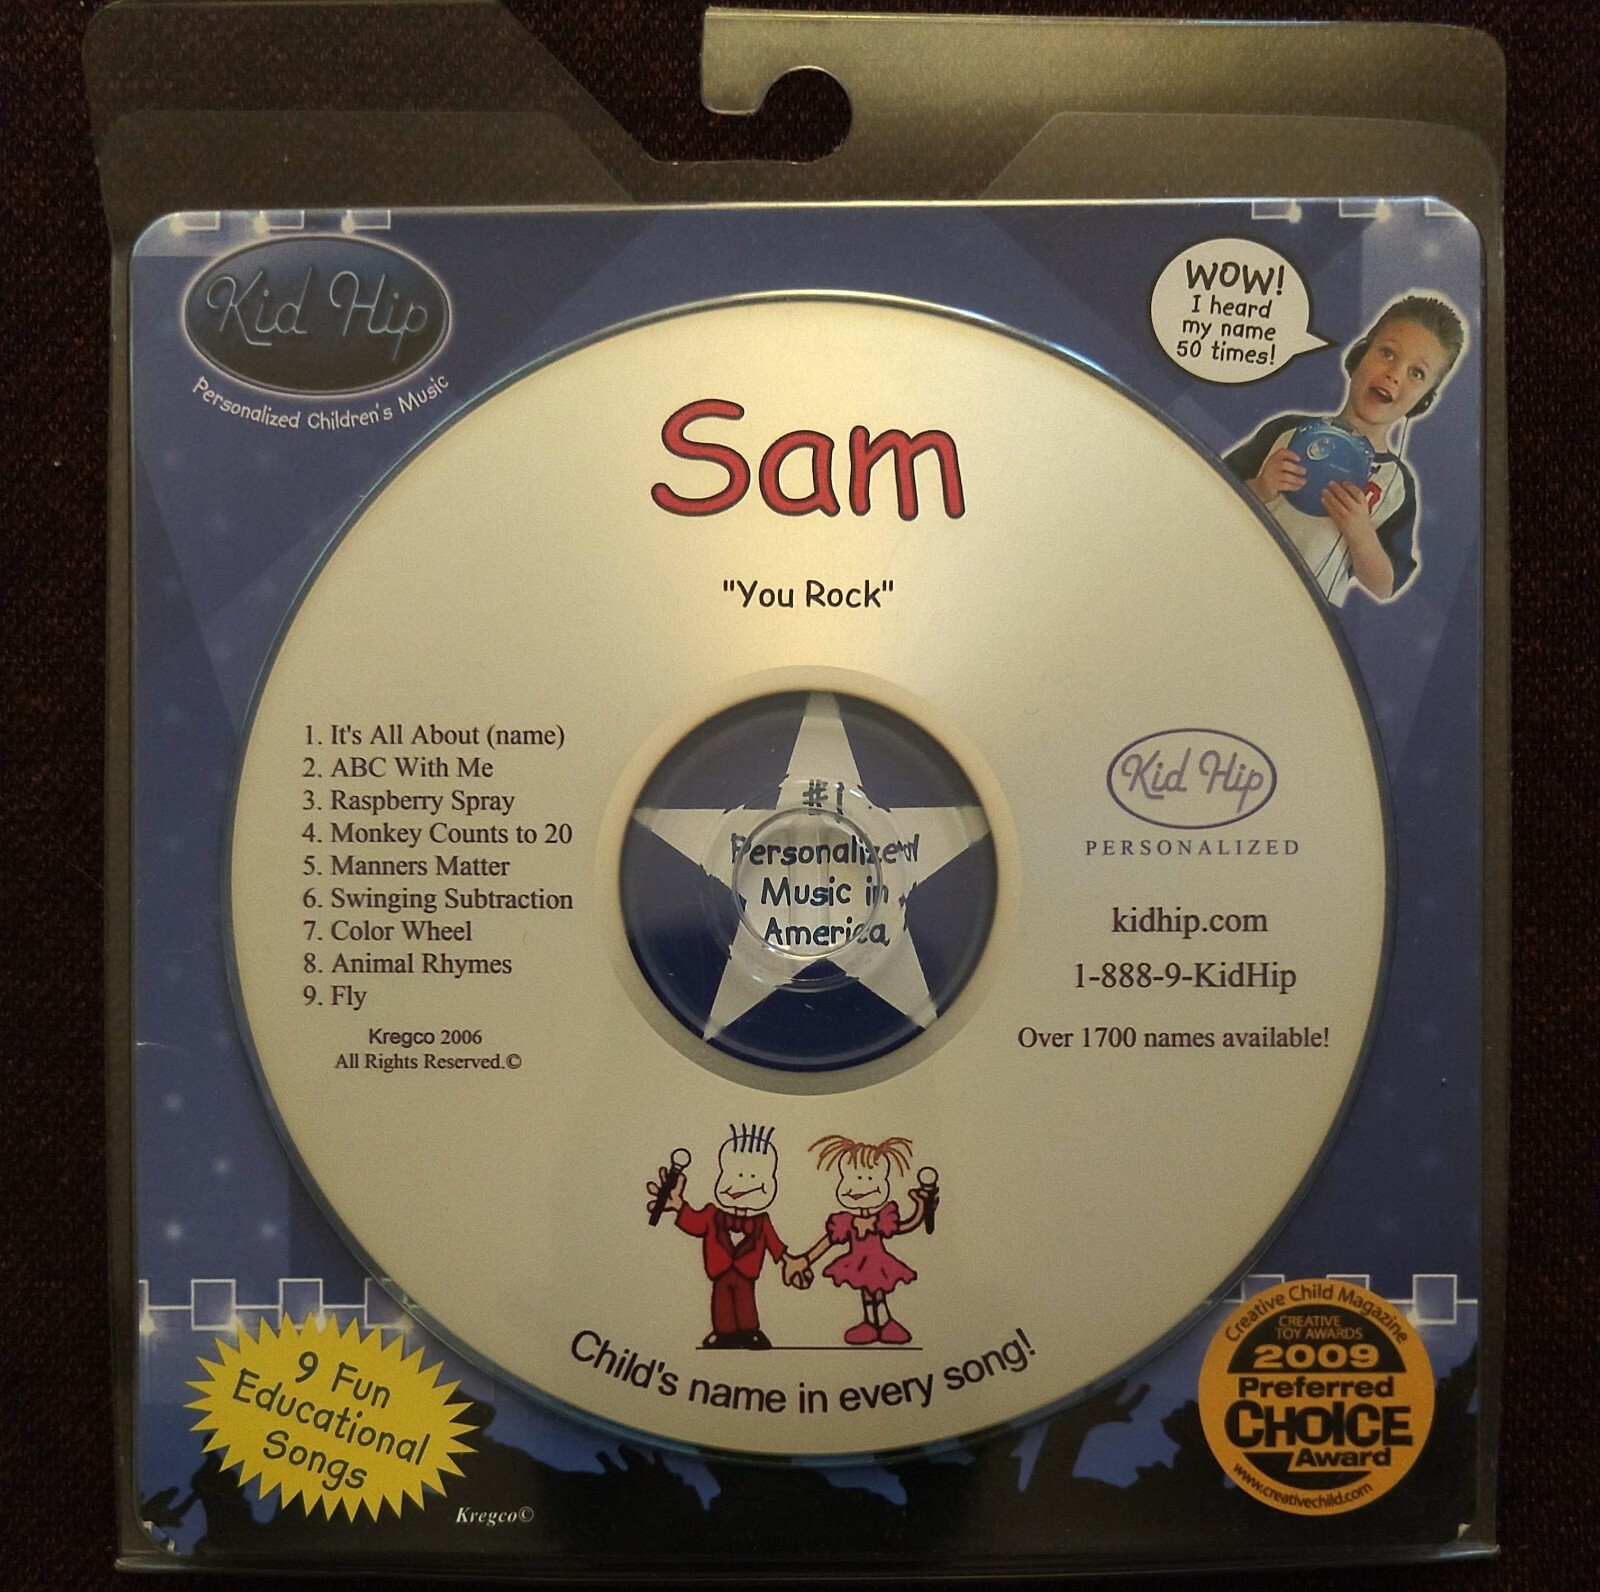 Kid Hip
Personalized Children's Music
WOW!
I heard
my name
50 times!
Sam
"You Rock"
1. It's All About (name)
2. ABC With Me
3. Raspberry Spray
4. Monkey Counts to 20
5. Manners Matter
6. Swinging Subtraction
7. Color Wheel
8. Animal Rhymes
9. Fly
Kregco 2006
All Rights Reserved.©
#1
Personalized
Music in
America
Kid Hip
PERSONALIZED
kidhip.com
1-888-9-KidHip
Over 1700 names available!
Child's name in every song!
9 Fun
Educational
Songs
Kregco©
Creative Child Magazine
CREATIVE
TOY AWARDS
2009
Preferred
CHOICE
Award
www.creativechild.com